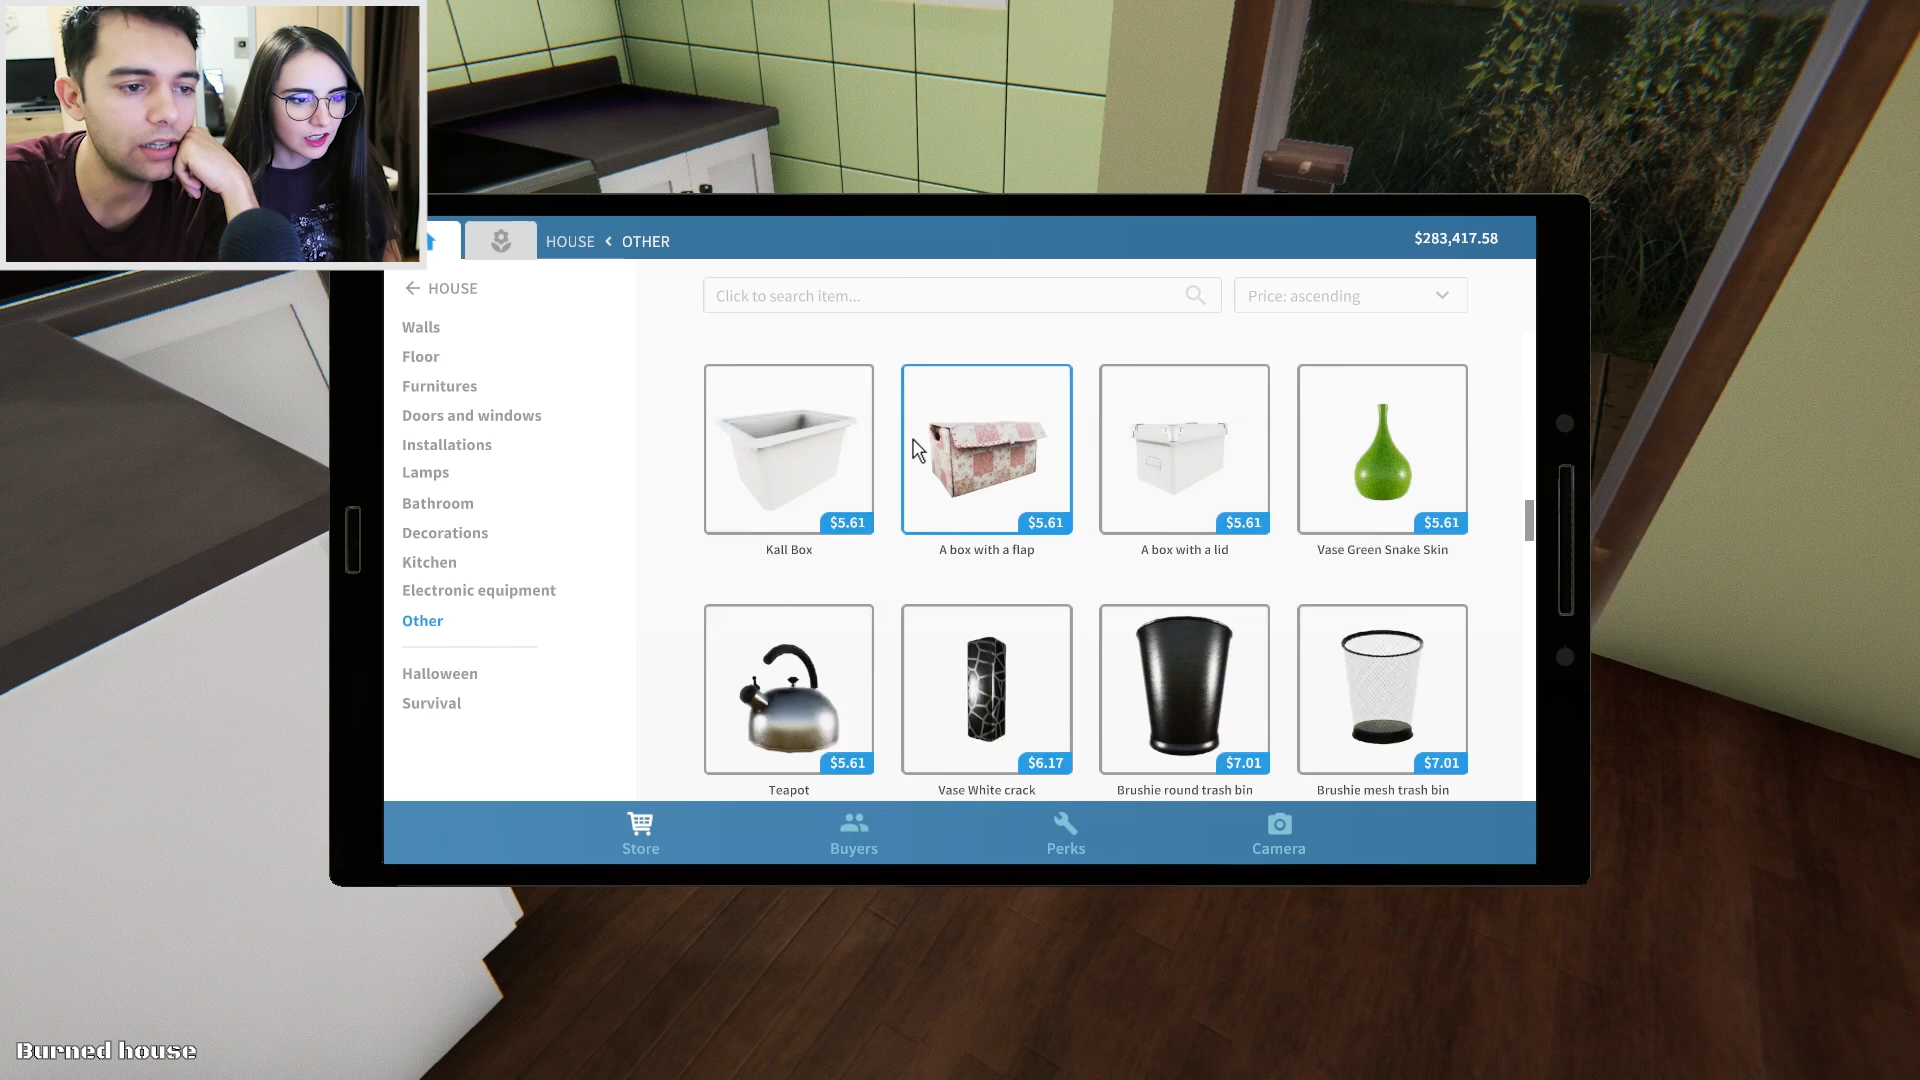 HOUSE < OTHER
$283,417.58
HOUSE
Click to search item...
Price: ascending
Walls
Floor
Furnitures
Doors and windows
Installations
Lamps
Bathroom
Decorations
Kitchen
Electronic equipment
Other
Halloween
Survival
$5.61 $5.61 $5.61 $5.61
Kall Box A box with a flap A box with a lid Vase Green Snake Skin
$5.61 $6.17 $7.01 $7.01
Teapot Vase White crack Brushie round trash bin Brushie mesh trash bin
Store Buyers Perks Camera
Burned house